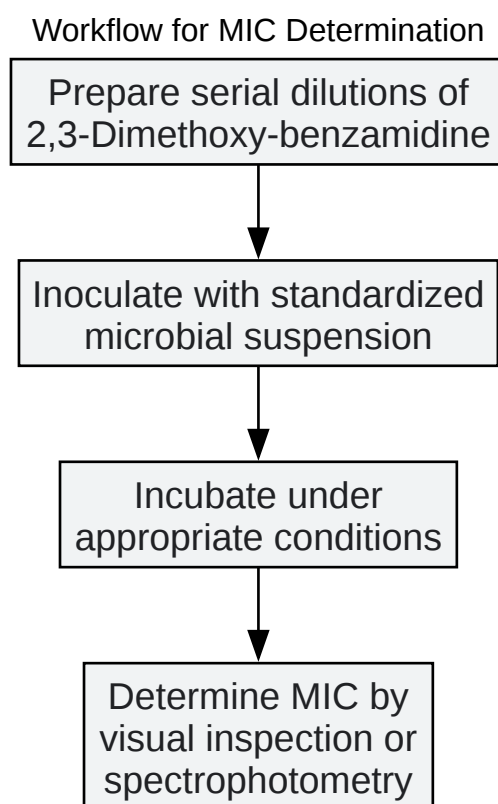 Workflow for MIC Determination
Prepare serial dilutions of
2,3-Dimethoxy-benzamidine
Inoculate with standardized
microbial suspension
Incubate under
appropriate conditions
Determine MIC by
visual inspection or
spectrophotometry